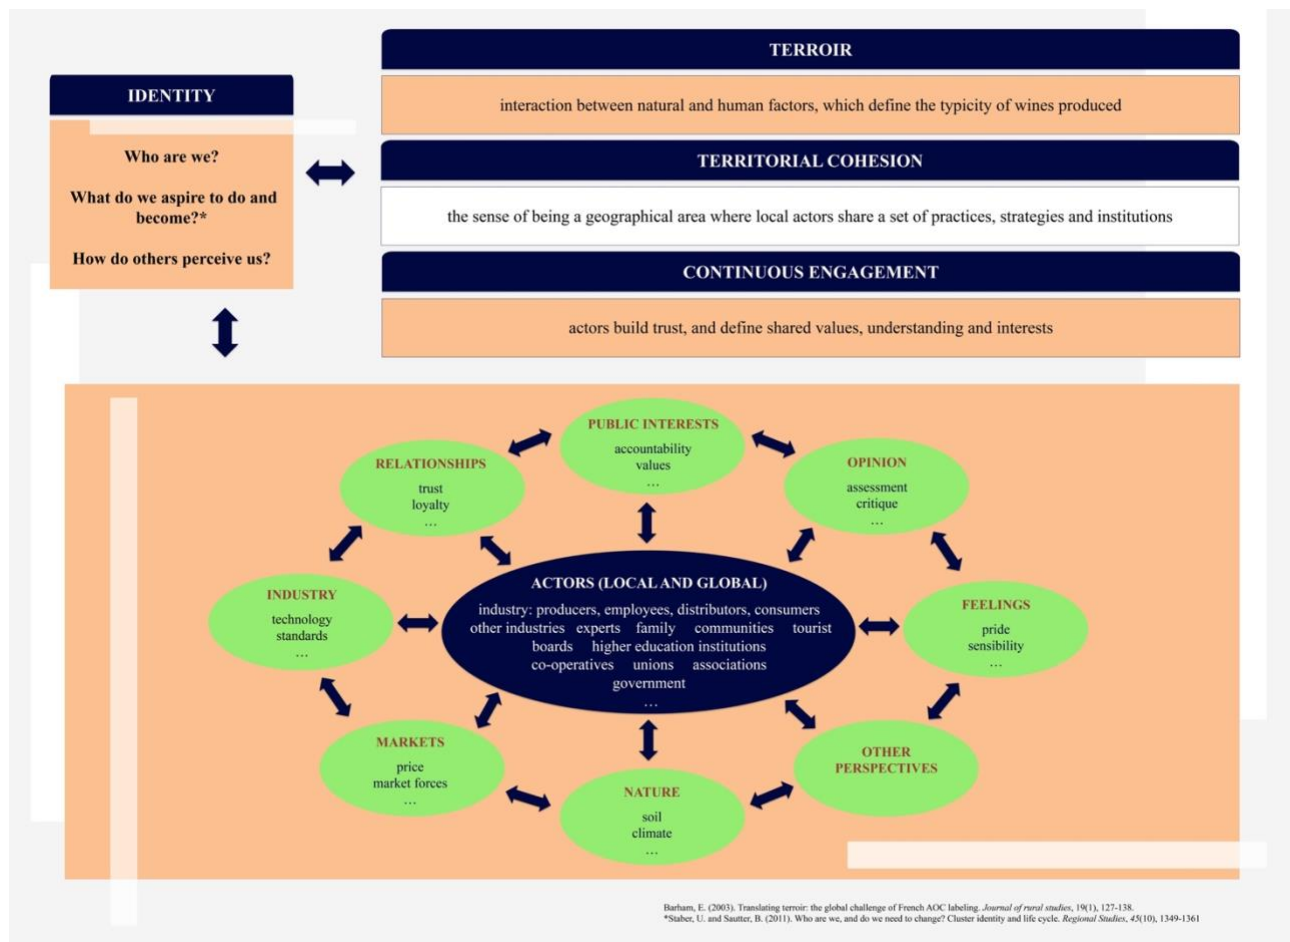 IDENTITY
Who are we?
What do we aspire to do and
become?*
How do others perceive us?
TERROIR
interaction between natural and human factors, which define the typicity of wines produced
TERRITORIAL COHESION
the sense of being a geographical area where local actors share a set of practices, strategies and institutions
CONTINUOUS ENGAGEMENT
actors build trust, and define shared values, understanding and interests
PUBLIC INTERESTS
accountability
values
…
RELATIONSHIPS
trust
loyalty
…
OPINION
assessment
critique
…
INDUSTRY
technology
standards
…
ACTORS (LOCAL AND GLOBAL)
industry: producers, employees, distributors, consumers
other industries experts family communities tourist
boards higher education institutions
co-operatives unions associations
government
…
FEELINGS
pride
sensibility
…
MARKETS
price
market forces
…
NATURE
soil
climate
…
OTHER
PERSPECTIVES
Barham, E. (2003). Translating terroir: the global challenge of French AOC labeling. Journal of rural studies, 19(1), 127-138.
*Staber, U. and Sautter, B. (2011). Who are we, and do we need to change? Cluster identity and life cycle. Regional Studies, 45(10), 1349-1361